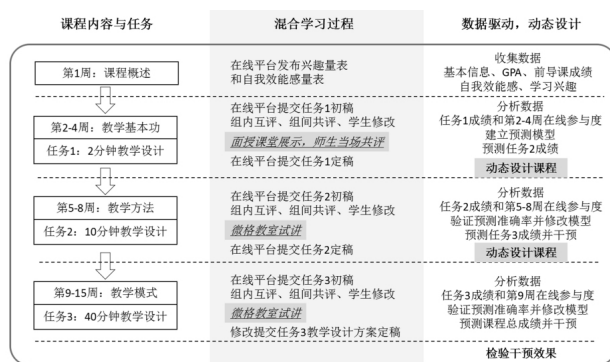 课程内容与任务
混合学习过程
数据驱动，动态设计
第1周：课程概述
在线平台发布兴趣量表
和自我效能感量表
收集数据
基本信息、GPA、前导课成绩
自我效能感、学习兴趣
第2-4周：教学基本功
任务1：2分钟教学设计
在线平台提交任务1初稿
组内互评、组间共评、学生修改
面授课堂展示，师生当场共评
在线平台提交任务1定稿
分析数据
任务1成绩和第2-4周在线参与度
建立预测模型
预测任务2成绩
动态设计课程
第5-8周：教学方法
任务2：10分钟教学设计
在线平台提交任务2初稿
组内互评、组间共评、学生修改
微格教室试讲
在线平台提交任务2定稿
分析数据
任务2成绩和第5-8周在线参与度
验证预测准确率并修改模型
预测任务3成绩并干预
动态设计课程
第9-15周：教学模式
任务3：40分钟教学设计
在线平台提交任务3初稿
组内互评、组间共评、学生修改
微格教室试讲
修改提交任务3教学设计方案定稿
分析数据
任务3成绩和第9周在线参与度
验证预测准确率并修改模型
预测课程总成绩并干预
检验干预效果